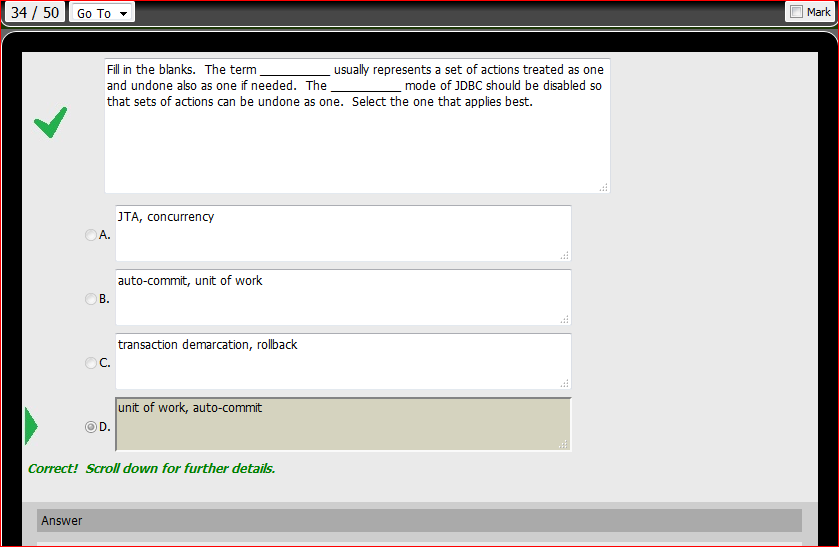 34 / 50 Go To Mark
Fill in the blanks. The term ___________ usually represents a set of actions treated as one
and undone also as one if needed. The ___________ mode of JDBC should be disabled so
that sets of actions can be undone as one. Select the one that applies best.
A. JTA, concurrency
B. auto-commit, unit of work
C. transaction demarcation, rollback
D. unit of work, auto-commit
Correct! Scroll down for further details.
Answer